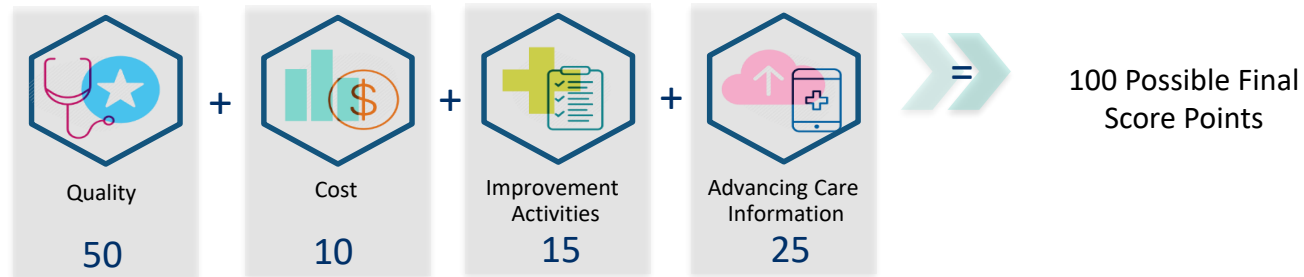 Quality
50
+
$
Cost
10
+
Improvement
Activities
15
+
Advancing Care
Information
25
=
100 Possible Final
Score Points